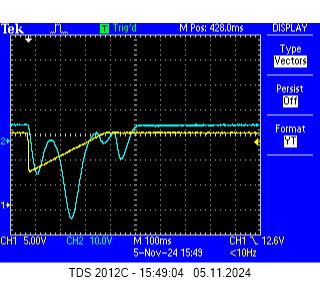 Tek Trig'd M Pos: 428.0ms DISPLAY
Type
Vectors
Persist
Off
Format
YT
2
1
CH1 5.00V CH2 10.0V M 100ms CH1 \ 12.6V
5-Nov-24 15:49 <10Hz
TDS 2012C - 15:49:04 05.11.2024